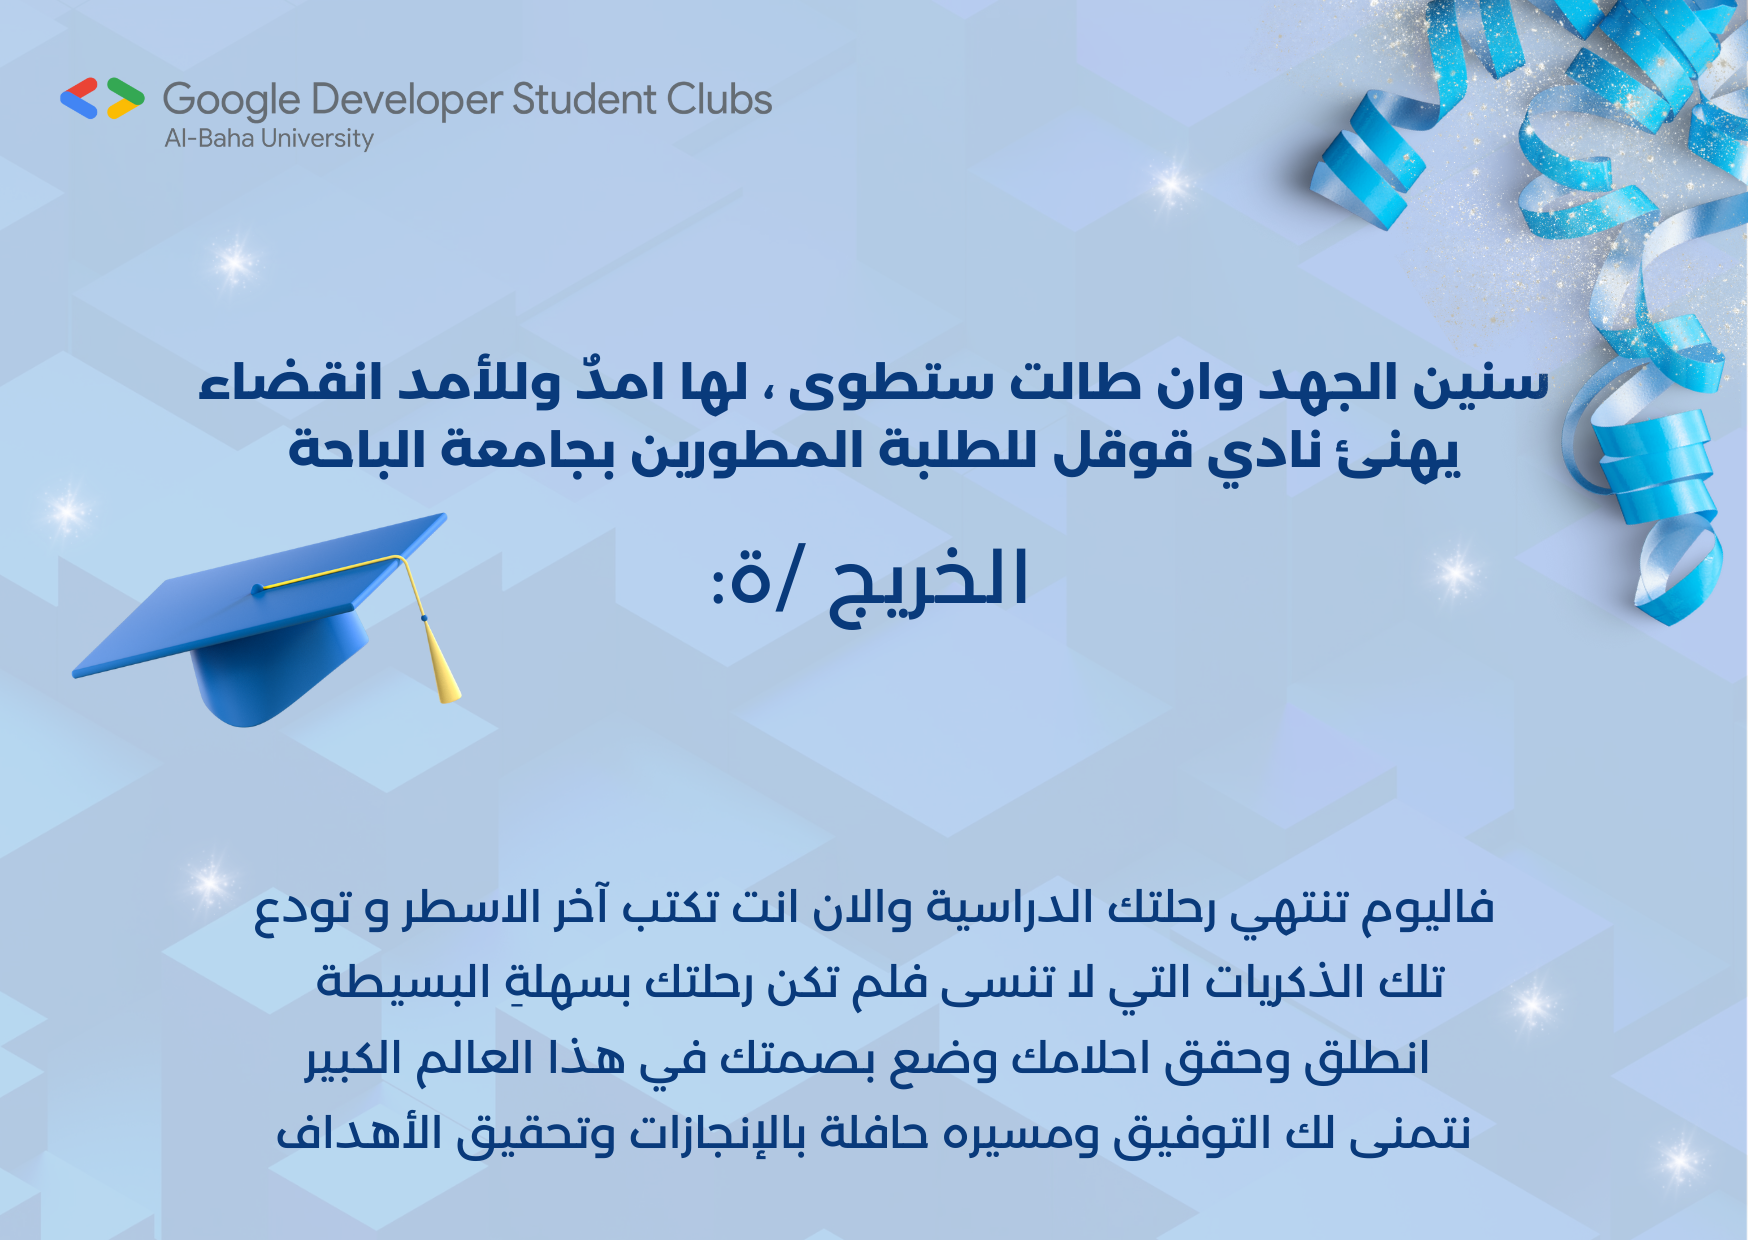 Google Developer Student Clubs
Al-Baha University
سنين الجهد وان طالت ستطوى ، لها امدٌ وللأمد انقضاء
يهنئ نادي قوقل للطلبة المطورين بجامعة الباحة
الخريج /ة:
فاليوم تنتهي رحلتك الدراسية والان انت تكتب آخر الاسطر و تودع
تلك الذكريات التي لا تنسى فلم تكن رحلتك بسهلةِ البسيطة
انطلق وحقق احلامك وضع بصمتك في هذا العالم الكبير
نتمنى لك التوفيق ومسيره حافلة بالإنجازات وتحقيق الأهداف